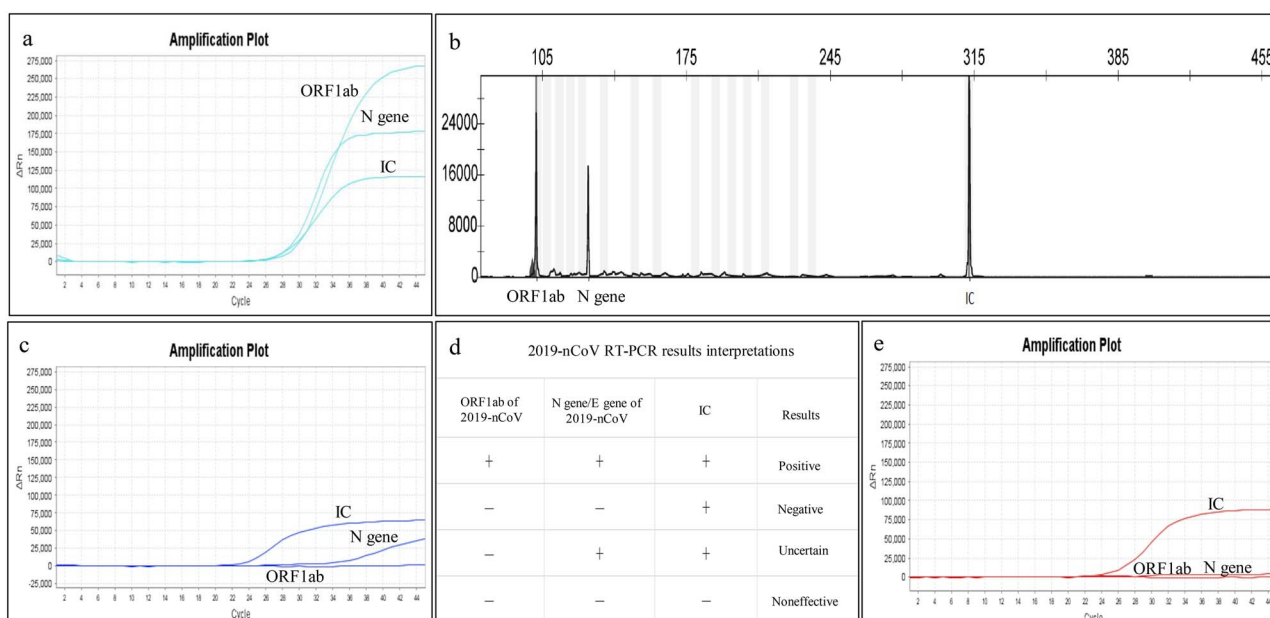 a
Amplification Plot
275,000
250,000
225,000
200,000
175,000
150,000
125,000
100,000
75,000
50,000
25,000
0
ΔRn
ORF1ab
N gene
IC
2 4 6 8 10 12 14 16 18 20 22 24 26 28 30 32 34 36 38 40 42 44
Cycle
b
105 175 245 315 385 455
24000
16000
8000
0
ORF1ab N gene IC
c
Amplification Plot
275,000
250,000
225,000
200,000
175,000
150,000
125,000
100,000
75,000
50,000
25,000
0
-25,000
ΔRn
IC
N gene
ORF1ab
2 4 6 8 10 12 14 16 18 20 22 24 26 28 30 32 34 36 38 40 42 44
Cycle
d
2019-nCoV RT-PCR results interpretations
ORF1ab of
2019-nCoV
N gene/E gene of
2019-nCoV
IC
Results
+ + + Positive
– – + Negative
– + + Uncertain
– – – Noneffective
e
Amplification Plot
275,000
250,000
225,000
200,000
175,000
150,000
125,000
100,000
75,000
50,000
25,000
0
ΔRn
IC
ORF1ab N gene
2 4 6 8 10 12 14 16 18 20 22 24 26 28 30 32 34 36 38 40 42 44
Cycle